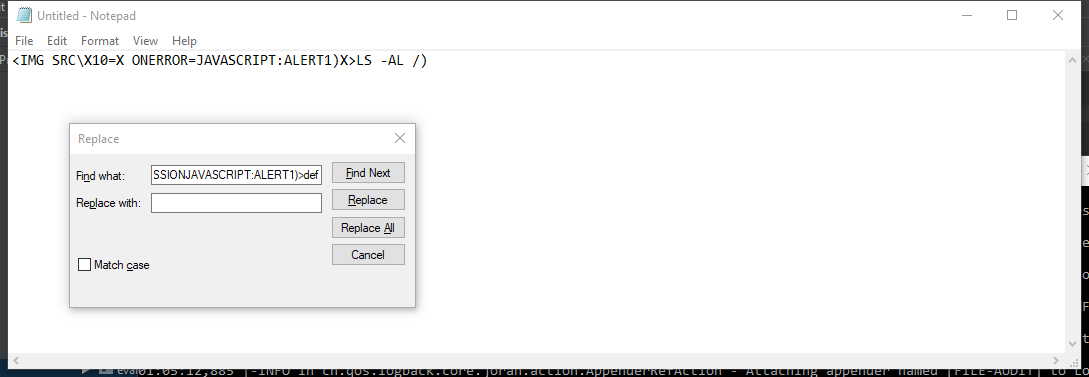 Untitled - Notepad
File Edit Format View Help
<IMG SRC\X10=X ONERROR=JAVASCRIPT:ALERT1)X>LS -AL /)
Replace
Find what: SSIONJAVASCRIPT:ALERT1)>def Find Next
Replace with: Replace
Replace All
Cancel
Match case
eval01:05:12,885 |-INFO in ch.qos.logback.core.joran.action.AppenderRefAction - Attaching appender named [FILE-AUDIT] to Lo